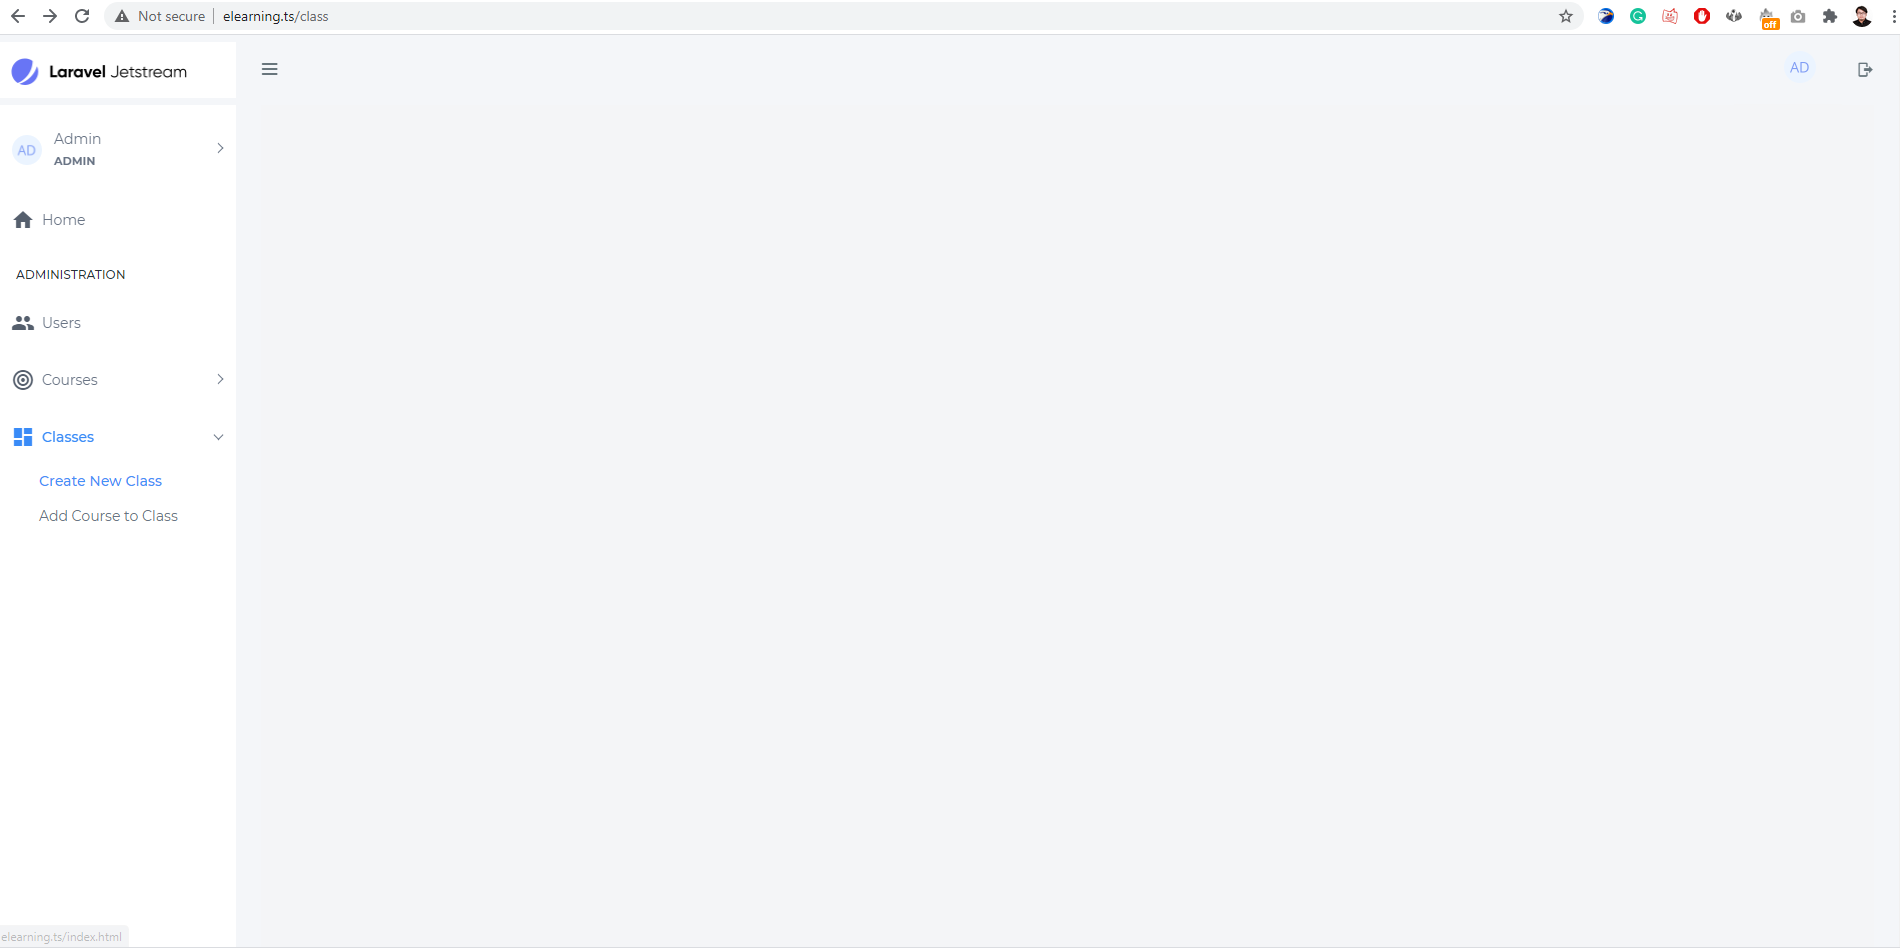 Not secure
elearning.ts/class
off
Laravel Jetstream
AD
AD
Admin
ADMIN
Home
ADMINISTRATION
Users
Courses
Classes
Create New Class
Add Course to Class
elearning.ts/index.html